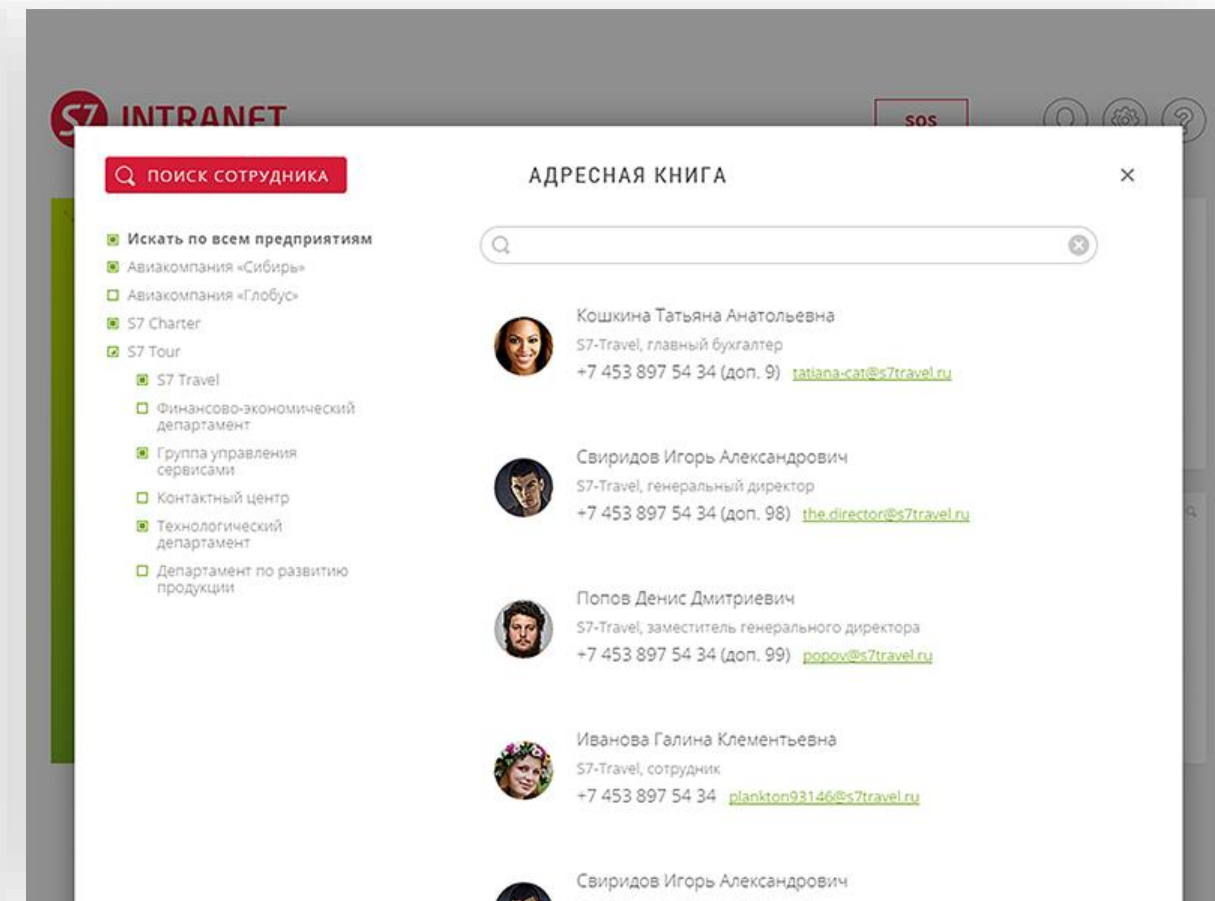 S7 INTRANET
SOS
ПОИСК СОТРУДНИКА
АДРЕСНАЯ КНИГА
Искать по всем предприятиям
Авиакомпания «Сибирь»
Авиакомпания «Глобус»
S7 Charter
S7 Tour
S7 Travel
Финансово-экономический
департамент
Группа управления
сервисами
Контактный центр
Технологический
департамент
Департамент по развитию
продукции
Кошкина Татьяна Анатольевна
S7-Travel, главный бухгалтер
+7 453 897 54 34 (доп. 9) tatiana-cat@s7travel.ru
Свиридов Игорь Александрович
S7-Travel, генеральный директор
+7 453 897 54 34 (доп. 98) the.director@s7travel.ru
Попов Денис Дмитриевич
S7-Travel, заместитель генерального директора
+7 453 897 54 34 (доп. 99) popov@s7travel.ru
Иванова Галина Клементьевна
S7-Travel, сотрудник
+7 453 897 54 34 plankton93146@s7travel.ru
Свиридов Игорь Александрович